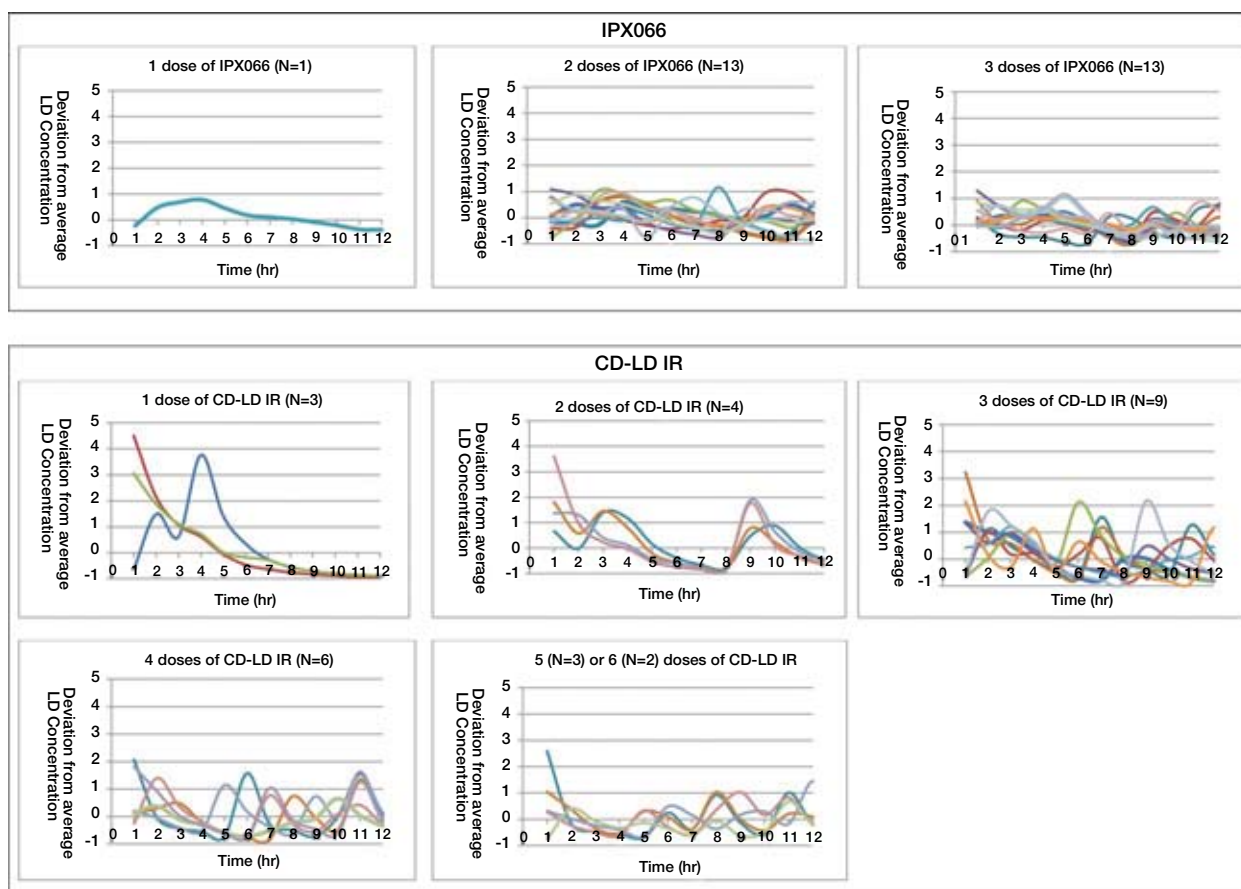 IPX066
1 dose of IPX066 (N=1)
Deviation from average
LD Concentration
5
4
3
2
1
0
-1
0 1 2 3 4 5 6 7 8 9 10 11 12
Time (hr)
2 doses of IPX066 (N=13)
Deviation from average
LD Concentration
5
4
3
2
1
0
-1
0 1 2 3 4 5 6 7 8 9 10 11 12
Time (hr)
3 doses of IPX066 (N=13)
Deviation from average
LD Concentration
5
4
3
2
1
0
-1
0 1 2 3 4 5 6 7 8 9 10 11 12
Time (hr)
CD-LD IR
1 dose of CD-LD IR (N=3)
Deviation from average
LD Concentration
5
4
3
2
1
0
-1
0 1 2 3 4 5 6 7 8 9 10 11 12
Time (hr)
2 doses of CD-LD IR (N=4)
Deviation from average
LD Concentration
5
4
3
2
1
0
-1
0 1 2 3 4 5 6 7 8 9 10 11 12
Time (hr)
3 doses of CD-LD IR (N=9)
Deviation from average
LD Concentration
5
4
3
2
1
0
-1
0 1 2 3 4 5 6 7 8 9 10 11 12
Time (hr)
4 doses of CD-LD IR (N=6)
Deviation from average
LD Concentration
5
4
3
2
1
0
-1
0 1 2 3 4 5 6 7 8 9 10 11 12
Time (hr)
5 (N=3) or 6 (N=2) doses of CD-LD IR
Deviation from average
LD Concentration
5
4
3
2
1
0
-1
0 1 2 3 4 5 6 7 8 9 10 11 12
Time (hr)